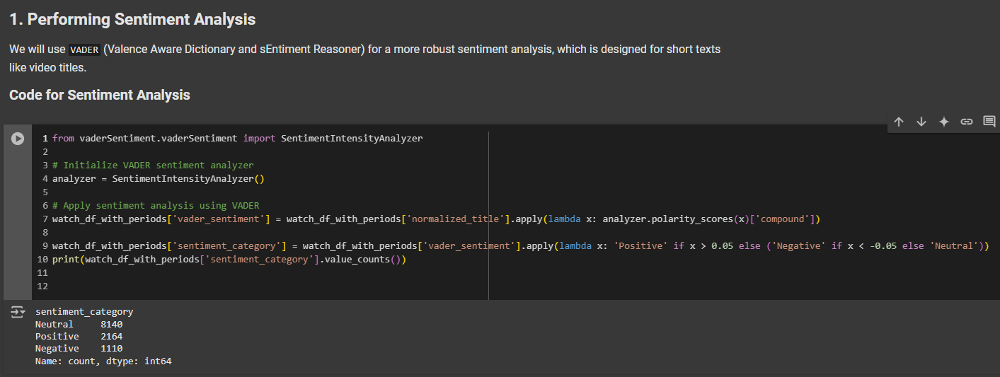 1. Performing Sentiment Analysis
We will use VADER (Valence Aware Dictionary and sEntiment Reasoner) for a more robust sentiment analysis, which is designed for short texts
like video titles.
Code for Sentiment Analysis
1 from vaderSentiment.vaderSentiment import SentimentIntensityAnalyzer
2
3 # Initialize VADER sentiment analyzer
4 analyzer = SentimentIntensityAnalyzer()
5
6 # Apply sentiment analysis using VADER
7 watch_df_with_periods['vader_sentiment'] = watch_df_with_periods['normalized_title'].apply(lambda x: analyzer.polarity_scores(x)['compound'])
8
9 watch_df_with_periods['sentiment_category'] = watch_df_with_periods['vader_sentiment'].apply(lambda x: 'Positive' if x > 0.05 else ('Negative' if x < -0.05 else 'Neutral'))
10 print(watch_df_with_periods['sentiment_category'].value_counts())
11
12
sentiment_category
Neutral     8140
Positive    2164
Negative    1110
Name: count, dtype: int64